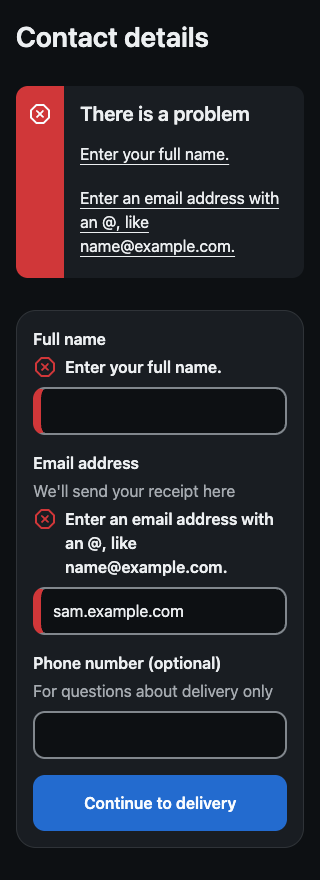 Contact details
There is a problem
Enter your full name.
Enter an email address with
an @, like
name@example.com.
Full name
Enter your full name.
Email address
We'll send your receipt here
Enter an email address with
an @, like
name@example.com.
sam.example.com
Phone number (optional)
For questions about delivery only
Continue to delivery